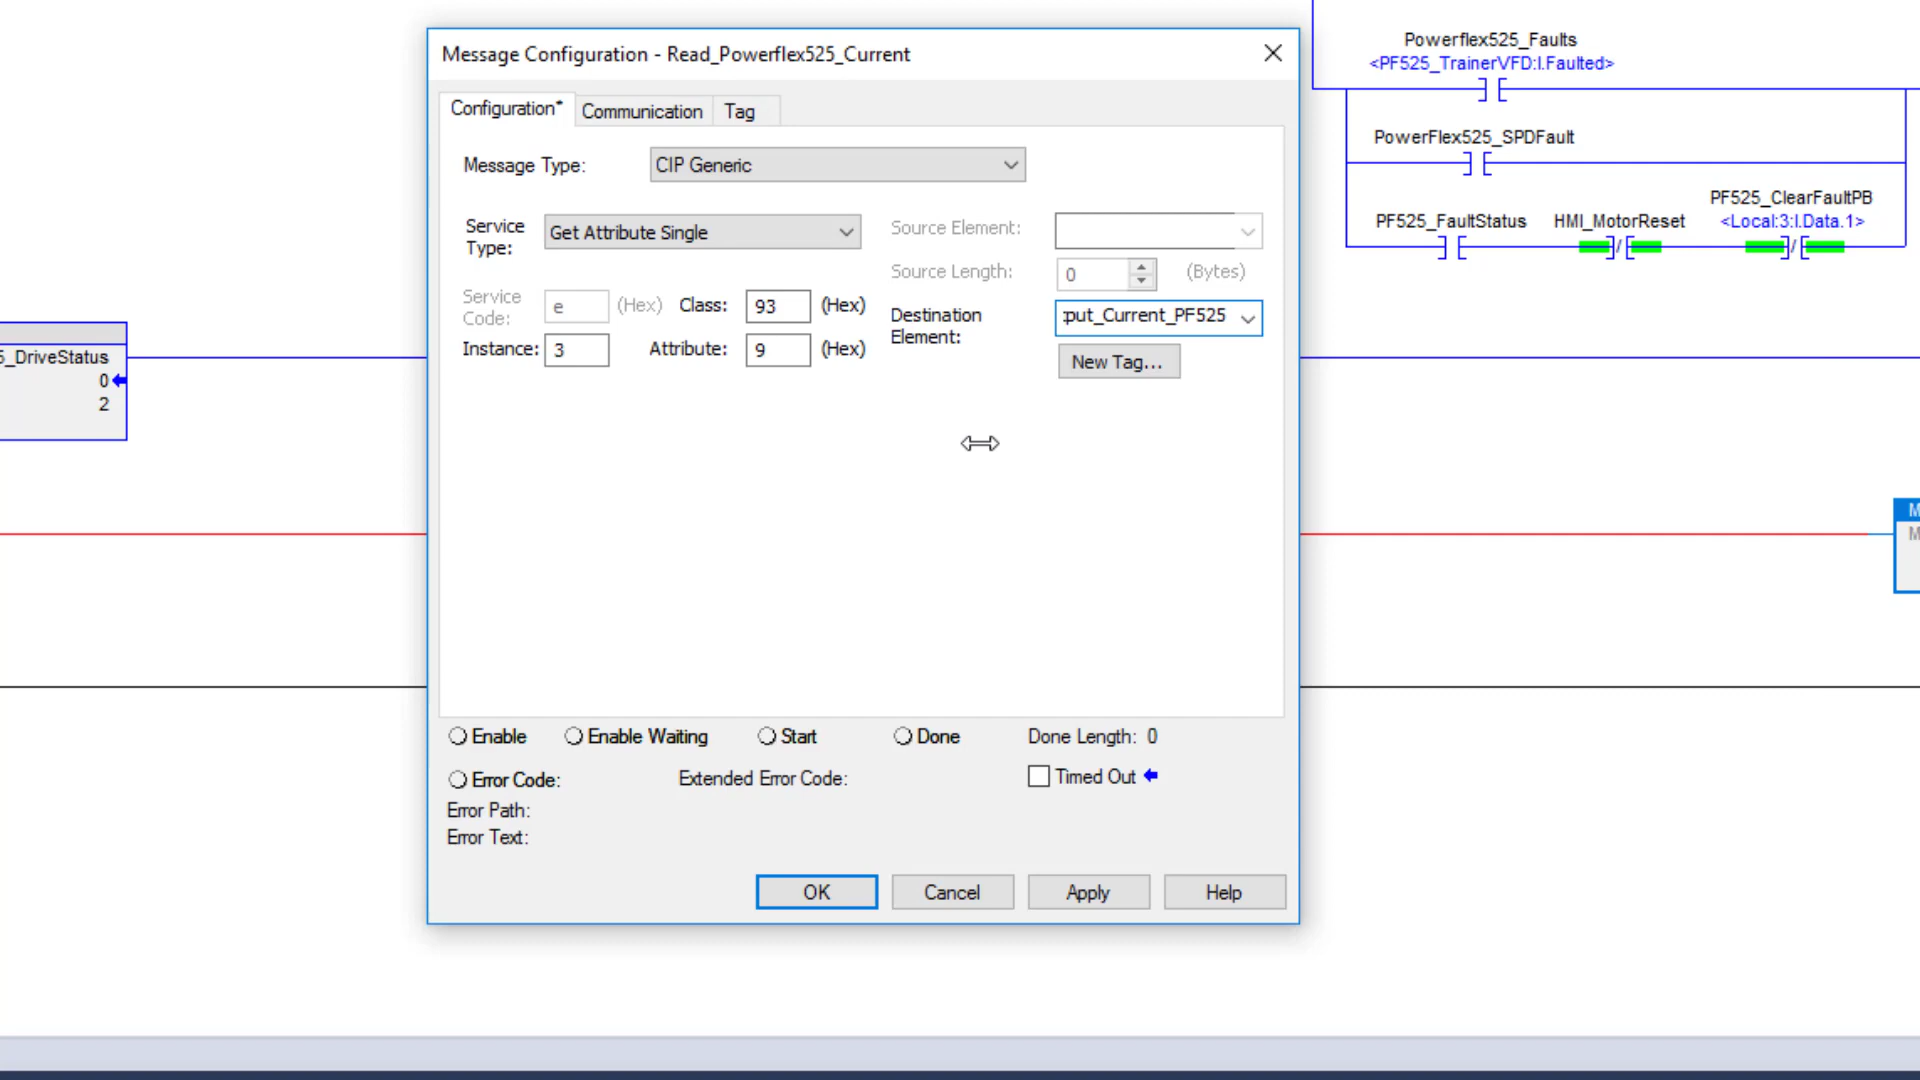 Message Configuration - Read_Powerflex525_Current
Configuration*
Communication
Tag
Message Type:
CIP Generic
Service Type:
Get Attribute Single
Source Element:
Source Length:
0
(Bytes)
Service Code:
e
(Hex)
Class:
93
(Hex)
Destination Element:
put_Current_PF525
Instance:
3
Attribute:
9
(Hex)
New Tag...
Enable
Enable Waiting
Start
Done
Done Length: 0
Error Code:
Extended Error Code:
Timed Out
Error Path:
Error Text:
OK
Cancel
Apply
Help
Powerflex525_Faults
<PF525_TrainerVFD:I.Faulted>
PowerFlex525_SPDFault
PF525_FaultStatus
HMI_MotorReset
PF525_ClearFaultPB
<Local:3:I.Data.1>
5_DriveStatus
0
2
M
M